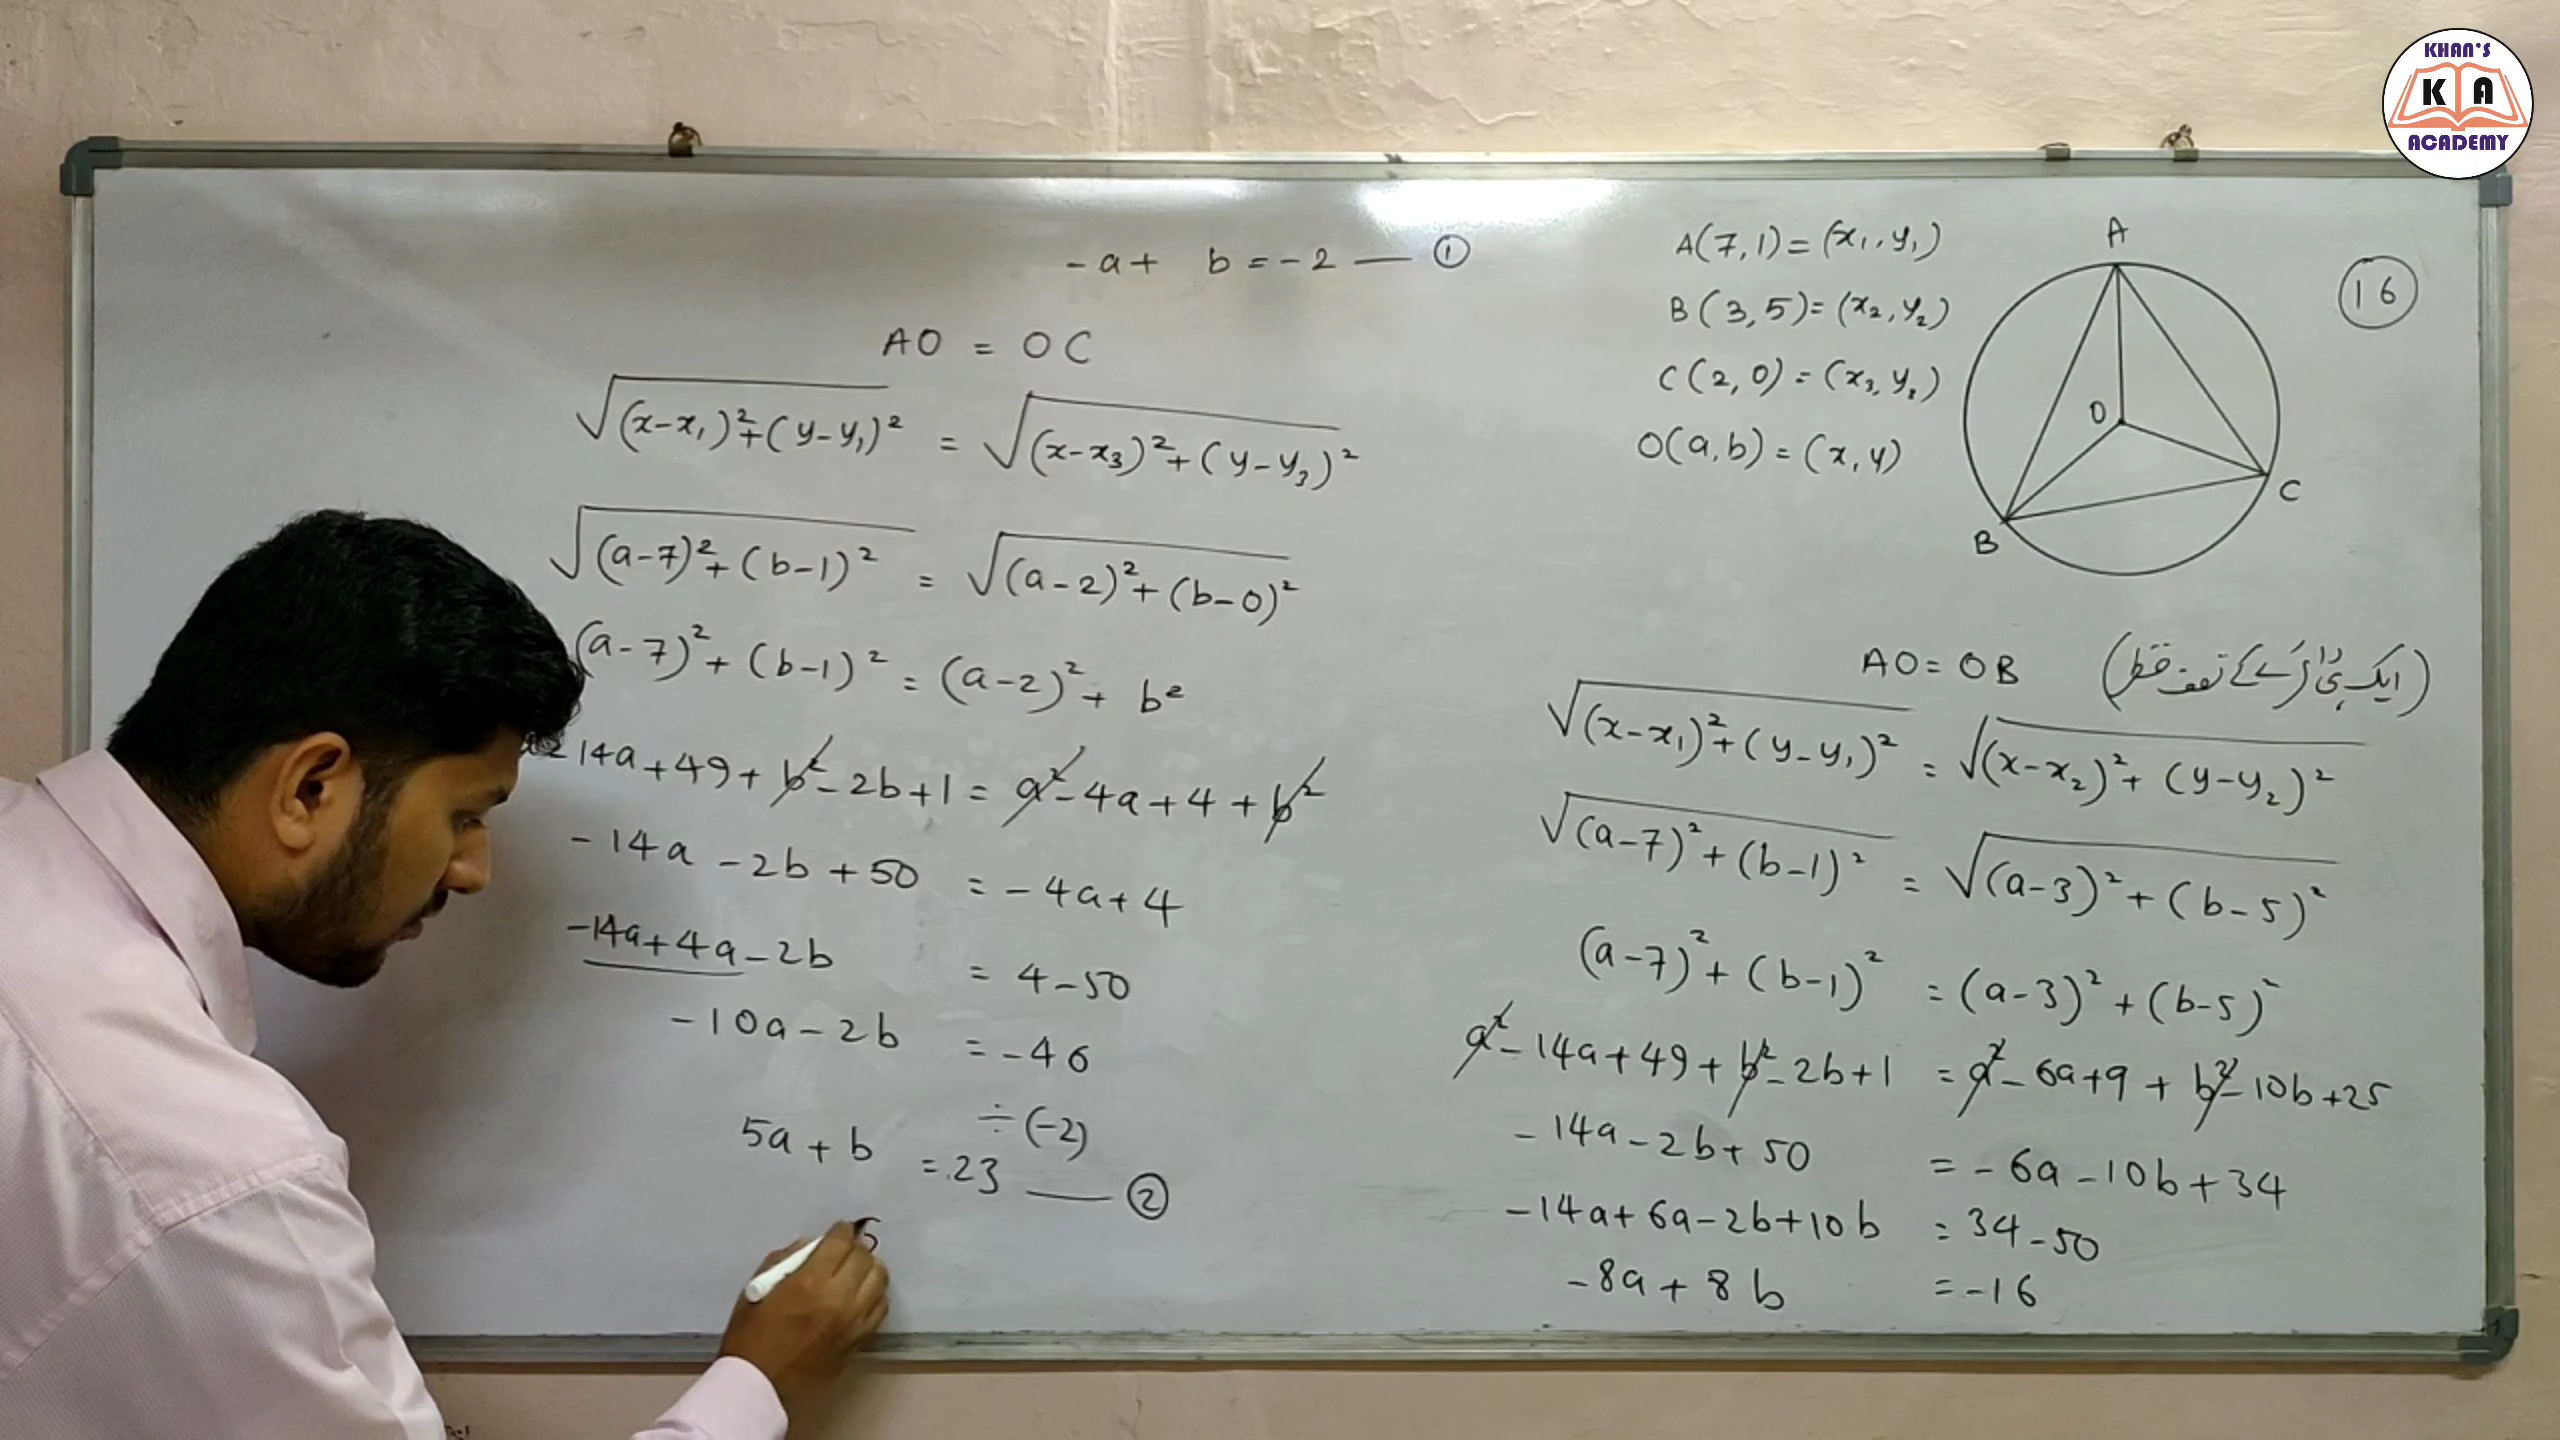 KHAN'S
K A
ACADEMY
16
A(7,1) = (x₁, y₁)
B(3,5) = (x₂, y₂)
C(2,0) = (x₃, y₃)
O(a,b) = (x, y)
A
O
B
C
AO = OB (ایک ہی دائرے کے نصف قطر)
√(x-x₁)²+(y-y₁)² = √(x-x₂)²+(y-y₂)²
√(a-7)²+(b-1)² = √(a-3)²+(b-5)²
(a-7)²+(b-1)² = (a-3)²+(b-5)²
a²-14a+49+b²-2b+1 = a²-6a+9+b²-10b+25
-14a-2b+50 = -6a-10b+34
-14a+6a-2b+10b = 34-50
-8a+8b = -16
-a+ b = -2 — ①
AO = OC
√(x-x₁)²+(y-y₁)² = √(x-x₃)²+(y-y₃)²
√(a-7)²+(b-1)² = √(a-2)²+(b-0)²
(a-7)²+(b-1)² = (a-2)²+ b²
-14a+49+b²-2b+1 = a²-4a+4+b²
-14a-2b+50 = -4a+4
-14a+4a-2b = 4-50
-10a-2b = -46
÷(-2)
5a+b = 23 — ②